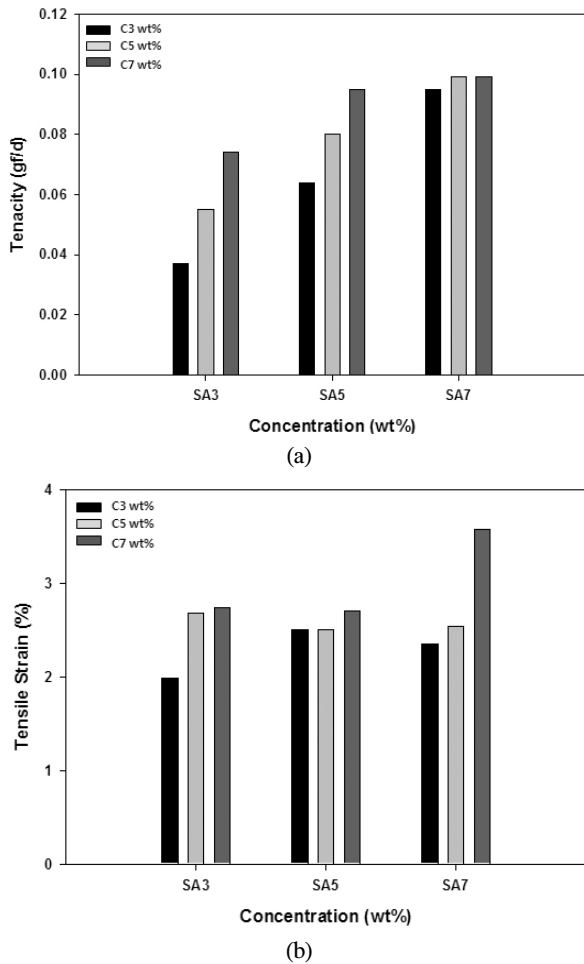 0.12
0.10
0.08
0.06
0.04
0.02
0.00
Tenacity (gf/d)
C3 wt%
C5 wt%
C7 wt%
SA3 SA5 SA7
Concentration (wt%)
(a)
4
3
2
1
0
Tensile Strain (%)
C3 wt%
C5 wt%
C7 wt%
SA3 SA5 SA7
Concentration (wt%)
(b)